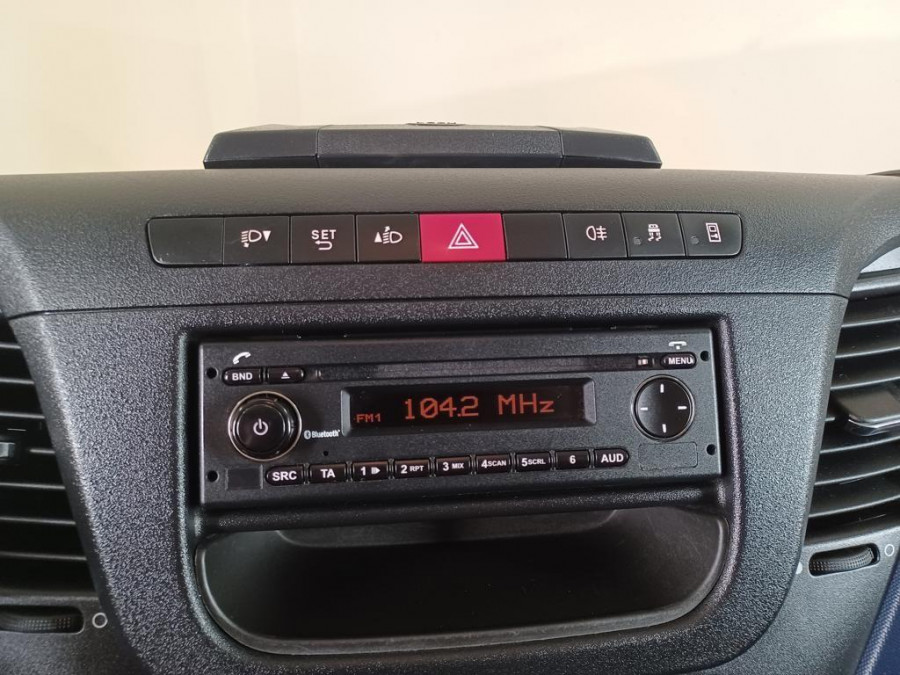 SET
BND
MENU
FM1 104.2 MHz
Bluetooth
SRC TA 1 2 RPT 3 MIX 4 SCAN 5 SCRL 6 AUD